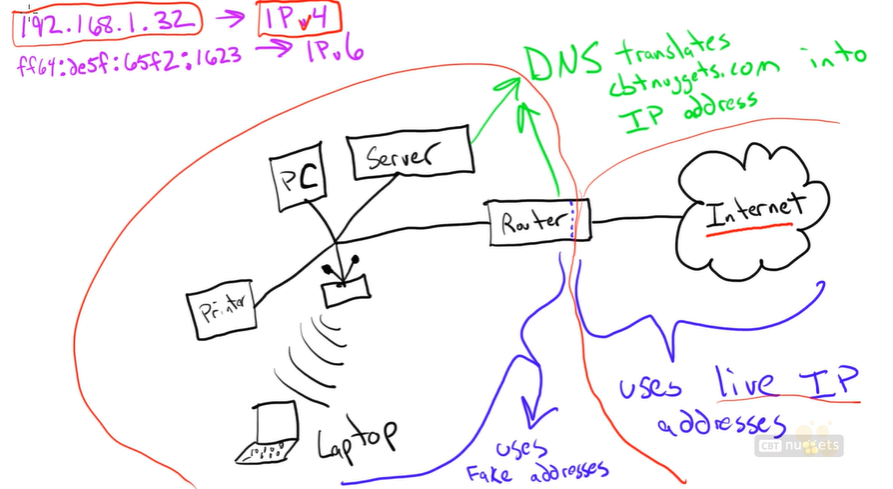 192.168.1.32 → IPv4
ff64:de5f:65f2:1623 → IPv6
DNS translates
cbtnuggets.com into
IP address
PC
Server
Router
Internet
Printer
Laptop
uses
Fake addresses
uses live IP
addresses
CBT nuggets